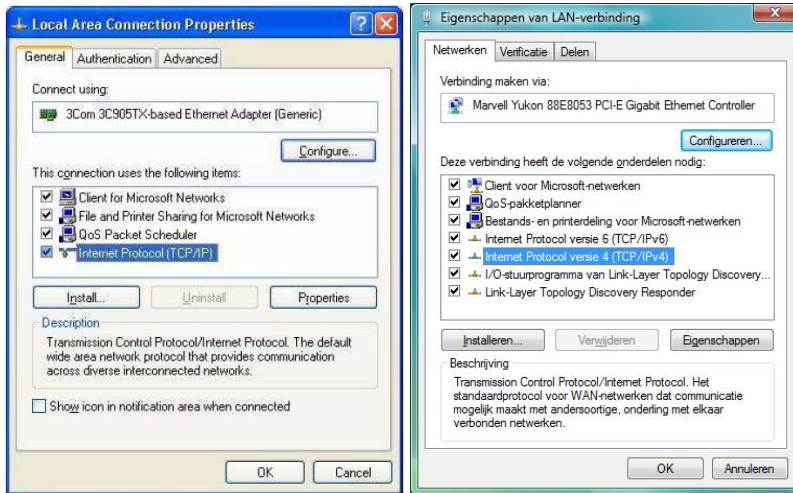 Local Area Connection Properties
General Authentication Advanced
Connect using:
3Com 3C905TX-based Ethernet Adapter (Generic)
Configure...
This connection uses the following items:
Client for Microsoft Networks
File and Printer Sharing for Microsoft Networks
QoS Packet Scheduler
Internet Protocol (TCP/IP)
Install... Uninstall Properties
Description
Transmission Control Protocol/Internet Protocol. The default
wide area network protocol that provides communication
across diverse interconnected networks.
Show icon in notification area when connected
OK Cancel
Eigenschappen van LAN-verbinding
Netwerken Verificatie Delen
Verbinding maken via:
Marvell Yukon 88E8053 PCI-E Gigabit Ethernet Controller
Configureren...
Deze verbinding heeft de volgende onderdelen nodig:
Client voor Microsoft-netwerken
QoS-pakketplanner
Bestands- en printerdeling voor Microsoft-netwerken
Internet Protocol versie 6 (TCP/IPv6)
Internet Protocol versie 4 (TCP/IPv4)
I/O-stuurprogramma van Link-Layer Topology Discovery...
Link-Layer Topology Discovery Responder
Installeren... Verwijderen Eigenschappen
Beschrijving
Transmission Control Protocol/Internet Protocol. Het
standaardprotocol voor WAN-netwerken dat communicatie
mogelijk maakt met andersoortige, onderling met elkaar
verbonden netwerken.
OK Annuleren